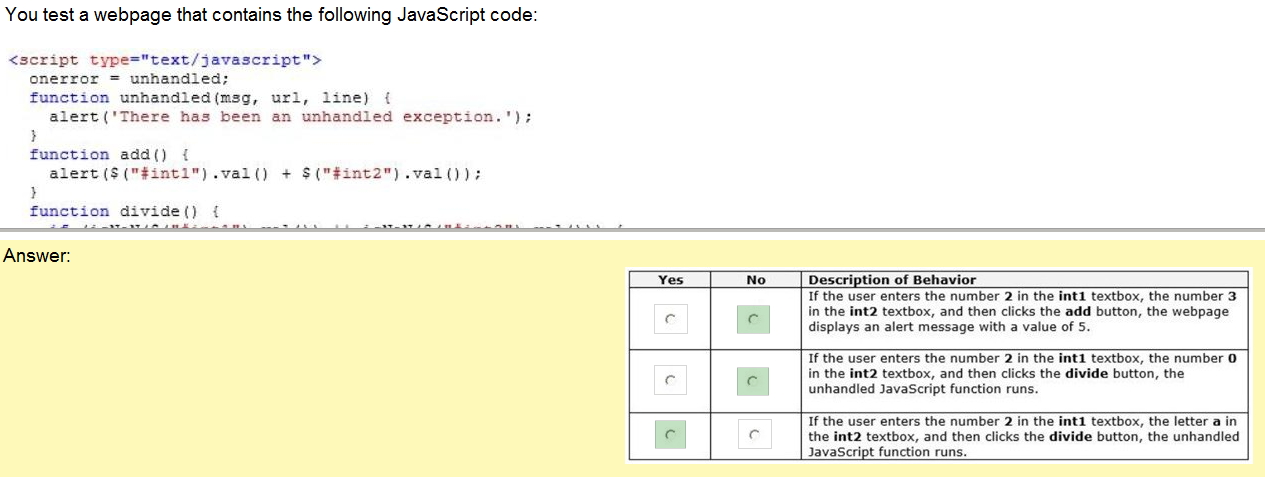 You test a webpage that contains the following JavaScript code:
<script type="text/javascript">
onerror = unhandled;
function unhandled(msg, url, line) {
alert('There has been an unhandled exception.');
}
function add() {
alert($("#int1").val() + $("#int2").val());
}
function divide() {
Answer:
Yes No Description of Behavior
If the user enters the number 2 in the int1 textbox, the number 3
in the int2 textbox, and then clicks the add button, the webpage
displays an alert message with a value of 5.
If the user enters the number 2 in the int1 textbox, the number 0
in the int2 textbox, and then clicks the divide button, the
unhandled JavaScript function runs.
If the user enters the number 2 in the int1 textbox, the letter a in
the int2 textbox, and then clicks the divide button, the unhandled
JavaScript function runs.